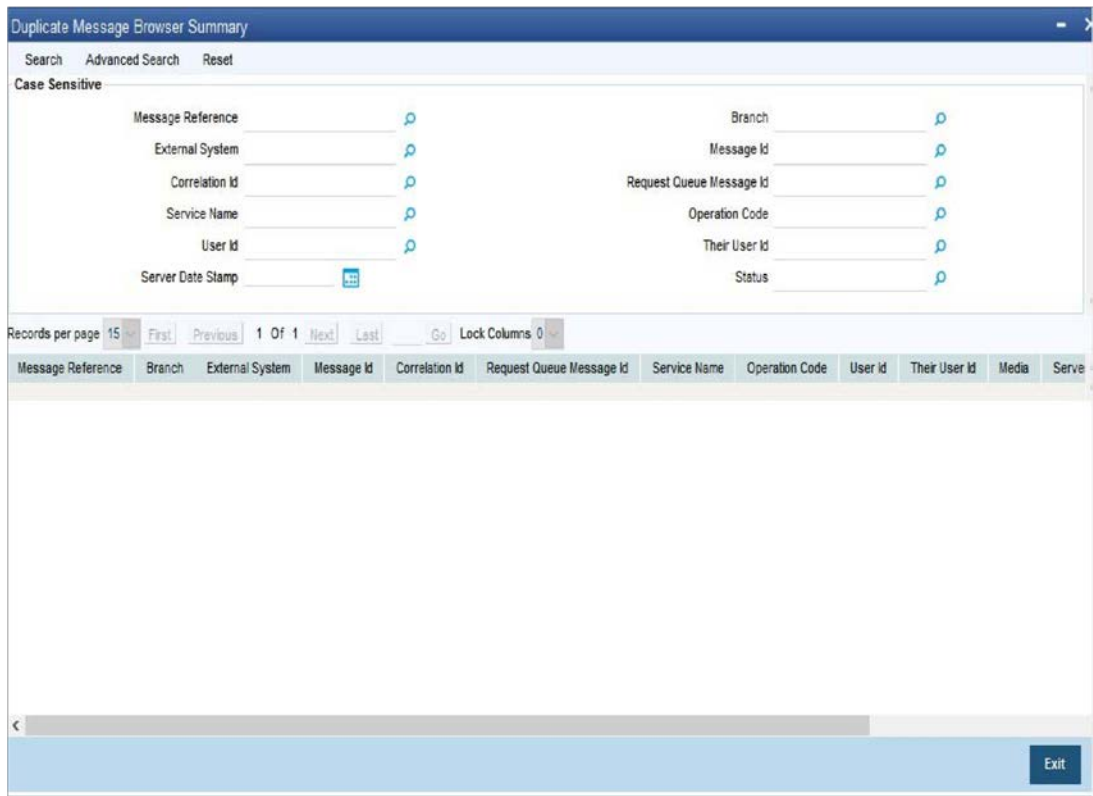 Duplicate Message Browser Summary
Search Advanced Search Reset
Case Sensitive
Message Reference Branch
External System Message Id
Correlation Id Request Queue Message Id
Service Name Operation Code
User Id Their User Id
Server Date Stamp Status
Records per page 15 First Previous 1 Of 1 Next Last Go Lock Columns 0
Message Reference Branch External System Message Id Correlation Id Request Queue Message Id Service Name Operation Code User Id Their User Id Media Serve
Exit